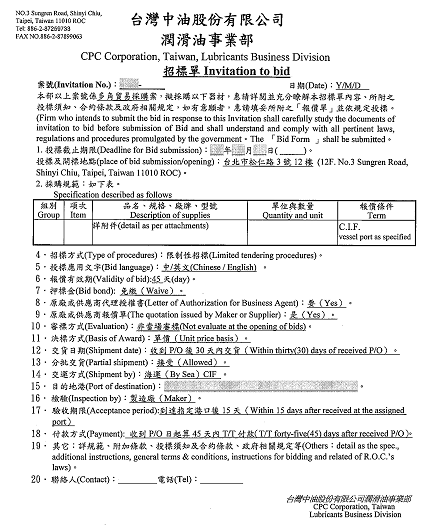 NO.3 Sungren Road, Shinyi Chiu,
Taipei, Taiwan 11010 ROC
Tel: 886-2-87259733
FAX NO.886-2-87899063
台灣中油股份有限公司
潤滑油事業部
CPC Corporation, Taiwan, Lubricants Business Division
招標單 Invitation to bid
案號(Invitation No.): 日期(Date): Y/M/D
本部以上案號係多角貿易採購案，擬採購以下器材，惠請詳閱並充分瞭解本招標單內容、所附之
投標須知、合約條款及政府相關規定，如有意願者，惠請填妥所附之「報價單」並依規定投標。
(Firm who intends to submit the bid in response to this Invitation shall carefully study the documents of
invitation to bid before submission of Bid and shall understand and comply with all pertinent laws,
regulations and procedures promulgated by the government。The 「Bid Form 」shall be submitted.
1. 投標截止期限(Deadline for Bid submission): 年 月 日( )。
投標及開標地點(place of bid submission/opening)：台北市松仁路 3 號 12 樓 (12F. No.3 Sungren Road,
Shinyi Chiu, Taipei, Taiwan 11010 ROC)。
2. 採購規範：如下表。
Specification described as follows
組別 項次 品名、規格、廠牌、型號 單位與數量 報價條件
Group Item Description of supplies Quantity and unit Term
詳附件(detail as per attachments) C.I.F.
vessel port as specified
4．招標方式(Type of procedures)：限制性招標(Limited tendering procedures)。
5．投標應用文字(Bid language)：中/英文(Chinese / English) 。
6．報價有效期(Validity of bid):45 天(day)。
7．押標金(Bid bond): 免繳（Waive）。
8．原廠或供應商代理授權書(Letter of Authorization for Business Agent)：要（Yes）。
9．原廠或供應商報價單(The quotation issued by Maker or Supplier)：是（Yes）。
10．審標方式(Evaluation)：非當場審標(Not evaluate at the opening of bids)。
11．決標方式(Basis of Award)：單價（Unit price basis）。
12．交貨日期(Shipment date)：收到 P/O 後 30 天內交貨（Within thirty(30) days of received P/O）。
13．分批交貨(Partial shipment)：接受（Allowed）。
14．交運方式(Shipment by)：海運（By Sea）CIF 。
15．目的地港(Port of destination)：
16．檢驗(Inspection by)：製造廠（Maker）。
17．驗收期限(Acceptance period):到達指定港口後 15 天（Within 15 days after received at the assigned
port）
18．付款方式(Payment): 收到 P/O 日起算 45 天內 T/T 付款(T/T forty-five(45) days after received P/O)。
19．其它：詳規範、附加條款、投標須知及合約條款、政府相關規定等(Others：detail as the spec.,
additional instructions, general terms & conditions, instructions for bidding and related of R.O.C.'s
laws)。
20．聯絡人(Contact)： 電話(Tel)：
台灣中油股份有限公司潤滑油事業部
CPC Corporation, Taiwan
Lubricants Business Division